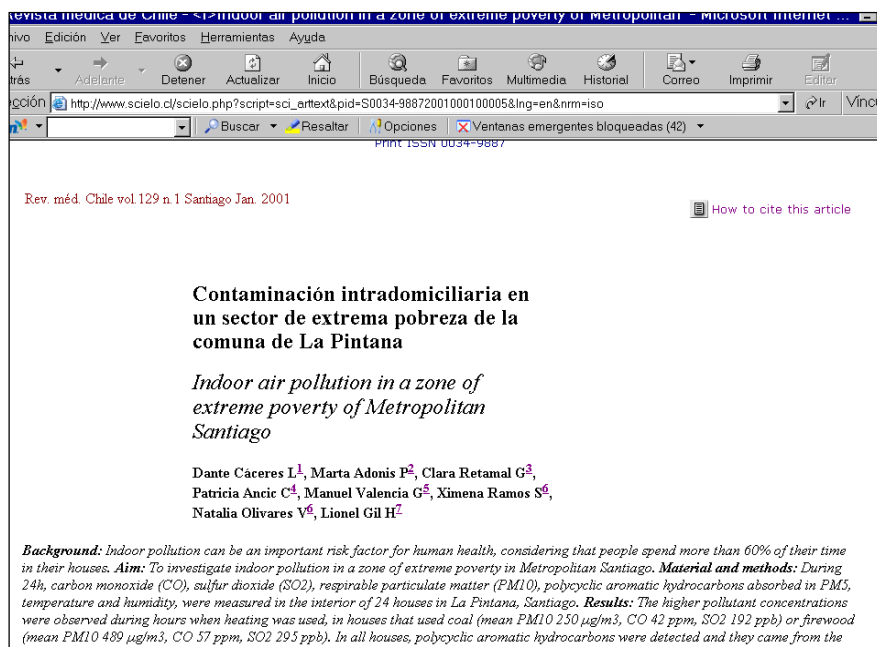 Revista médica de Chile - <I>Indoor air pollution in a zone of extreme poverty of Metropolitan - Microsoft Internet ...
Edición Ver Favoritos Herramientas Ayuda
Adelante Detener Actualizar Inicio Búsqueda Favoritos Multimedia Historial Correo Imprimir Editar
http://www.scielo.cl/scielo.php?script=sci_arttext&pid=S0034-98872001000100005&lng=en&nrm=iso Ir
Buscar Resaltar Opciones Ventanas emergentes bloqueadas (42)
Print ISSN 0034-9887
Rev. méd. Chile vol.129 n.1 Santiago Jan. 2001
How to cite this article
Contaminación intradomiciliaria en
un sector de extrema pobreza de la
comuna de La Pintana
Indoor air pollution in a zone of
extreme poverty of Metropolitan
Santiago
Dante Cáceres L1, Marta Adonis P2, Clara Retamal G3,
Patricia Ancic C4, Manuel Valencia G5, Ximena Ramos S6,
Natalia Olivares V6, Lionel Gil H7
Background: Indoor pollution can be an important risk factor for human health, considering that people spend more than 60% of their time
in their houses. Aim: To investigate indoor pollution in a zone of extreme poverty in Metropolitan Santiago. Material and methods: During
24h, carbon monoxide (CO), sulfur dioxide (SO2), respirable particulate matter (PM10), polycyclic aromatic hydrocarbons absorbed in PM5,
temperature and humidity, were measured in the interior of 24 houses in La Pintana, Santiago. Results: The higher pollutant concentrations
were observed during hours when heating was used, in houses that used coal (mean PM10 250 µg/m3, CO 42 ppm, SO2 192 ppb) or firewood
(mean PM10 489 µg/m3, CO 57 ppm, SO2 295 ppb). In all houses, polycyclic aromatic hydrocarbons were detected and they came from the